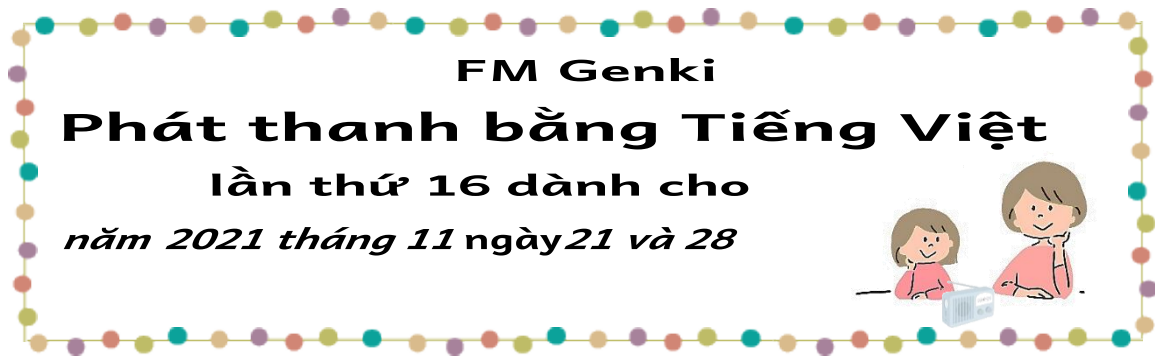 FM Genki
Phát thanh bằng Tiếng Việt
lần thứ 16 dành cho
năm 2021 tháng 11 ngày21 và 28